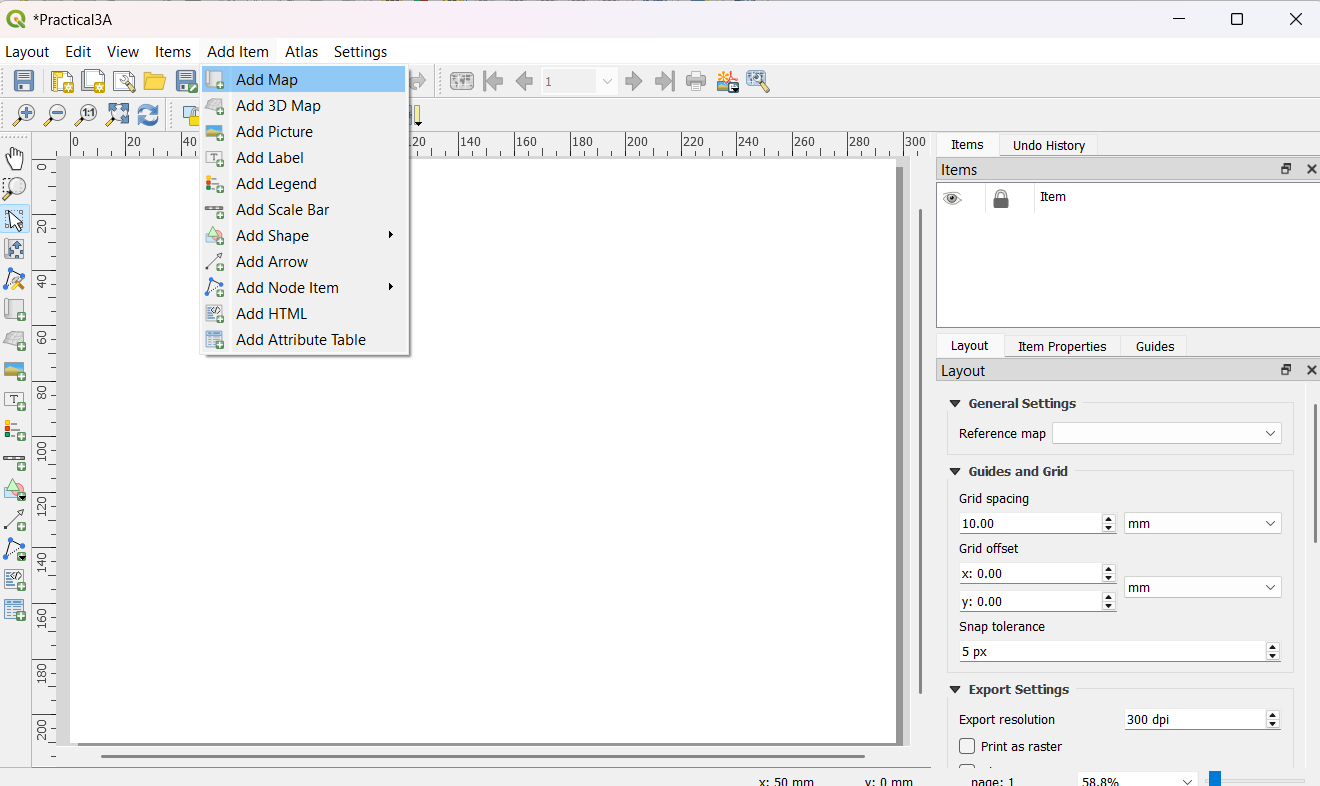 *Practical3A
Layout Edit View Items Add Item Atlas Settings
Add Map
1
Add 3D Map
1:1
Add Picture
Add Label
Add Legend
Add Scale Bar
Add Shape
Add Arrow
Add Node Item
Add HTML
Add Attribute Table
0 20 40 120 140 160 180 200 220 240 260 280 300
0
20
40
60
80
100
120
140
160
180
200
Items Undo History
Items
Item
Layout Item Properties Guides
Layout
General Settings
Reference map
Guides and Grid
Grid spacing
10.00 mm
Grid offset
x: 0.00
mm
y: 0.00
Snap tolerance
5 px
Export Settings
Export resolution 300 dpi
Print as raster
x: 50 mm y: 0 mm page: 1 58.8%